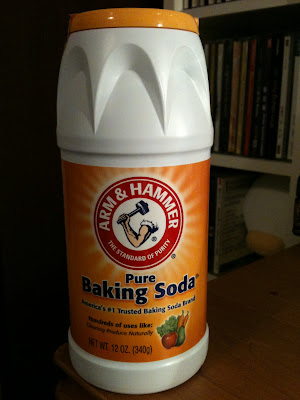 ARM & HAMMER
THE STANDARD OF PURITY
®
Pure
Baking Soda®
America's #1 Trusted Baking Soda Brand
Hundreds of uses like:
Cleaning Produce Naturally
NET WT. 12 OZ. (340g)